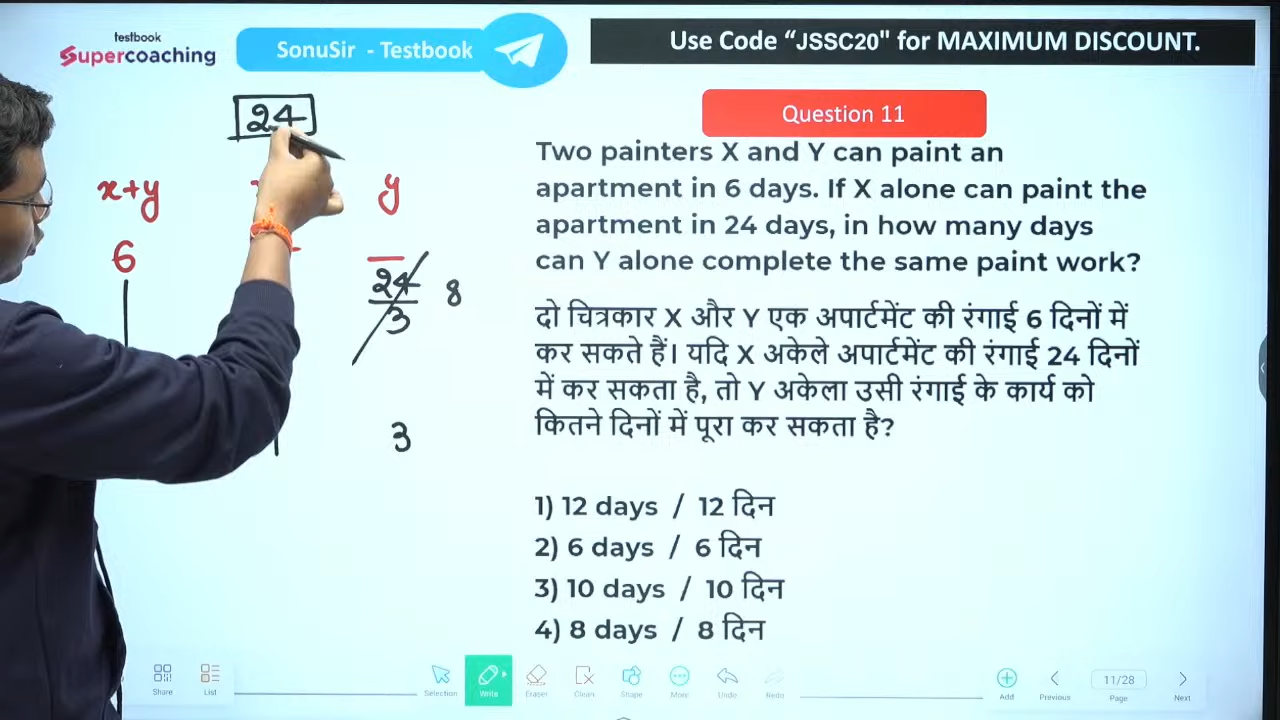 testbook
Supercoaching
SonuSir - Testbook
Use Code “JSSC20" for MAXIMUM DISCOUNT.
24
x+y
y
6
24
3
8
3
Question 11
Two painters X and Y can paint an
apartment in 6 days. If X alone can paint the
apartment in 24 days, in how many days
can Y alone complete the same paint work?
दो चित्रकार X और Y एक अपार्टमेंट की रंगाई 6 दिनों में
कर सकते हैं। यदि X अकेले अपार्टमेंट की रंगाई 24 दिनों
में कर सकता है, तो Y अकेला उसी रंगाई के कार्य को
कितने दिनों में पूरा कर सकता है?
1) 12 days / 12 दिन
2) 6 days / 6 दिन
3) 10 days / 10 दिन
4) 8 days / 8 दिन
Share
List
Selection
Write
Eraser
Clean
Shape
More
Undo
Redo
Add
Previous
11/28
Page
Next